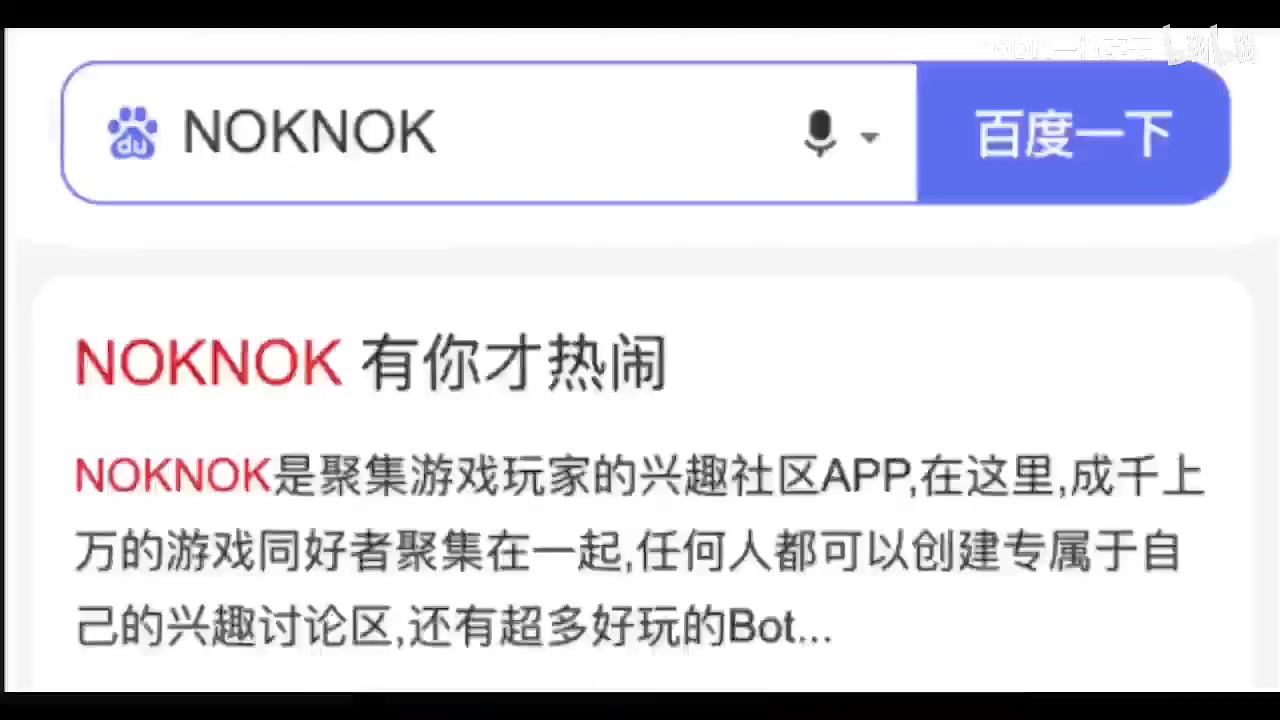 bilibili
du NOKNOK 百度一下
NOKNOK 有你才热闹
NOKNOK是聚集游戏玩家的兴趣社区APP,在这里,成千上
万的游戏同好者聚集在一起,任何人都可以创建专属于自
己的兴趣讨论区,还有超多好玩的Bot...